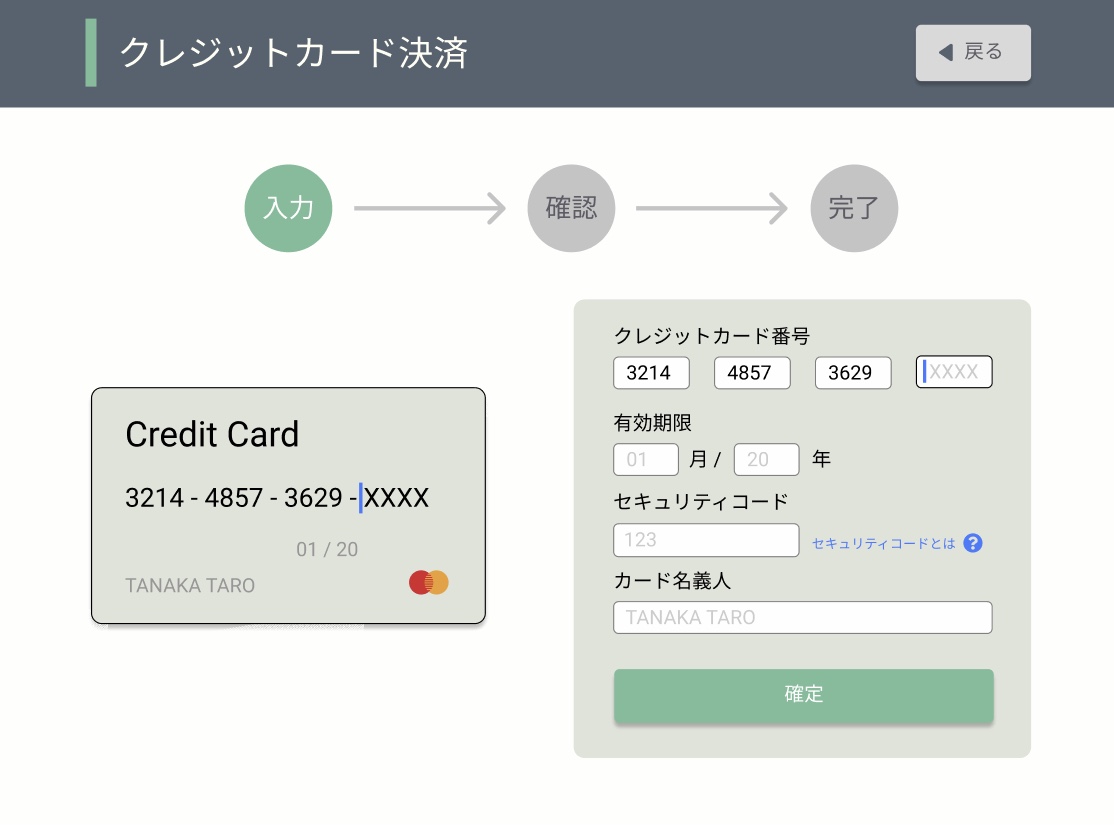 クレジットカード決済
戻る
入力
確認
完了
Credit Card
3214 - 4857 - 3629 - XXXX
01 / 20
TANAKA TARO
クレジットカード番号
3214 4857 3629 XXXX
有効期限
01 月 / 20 年
セキュリティコード
123 セキュリティコードとは ?
カード名義人
TANAKA TARO
確定